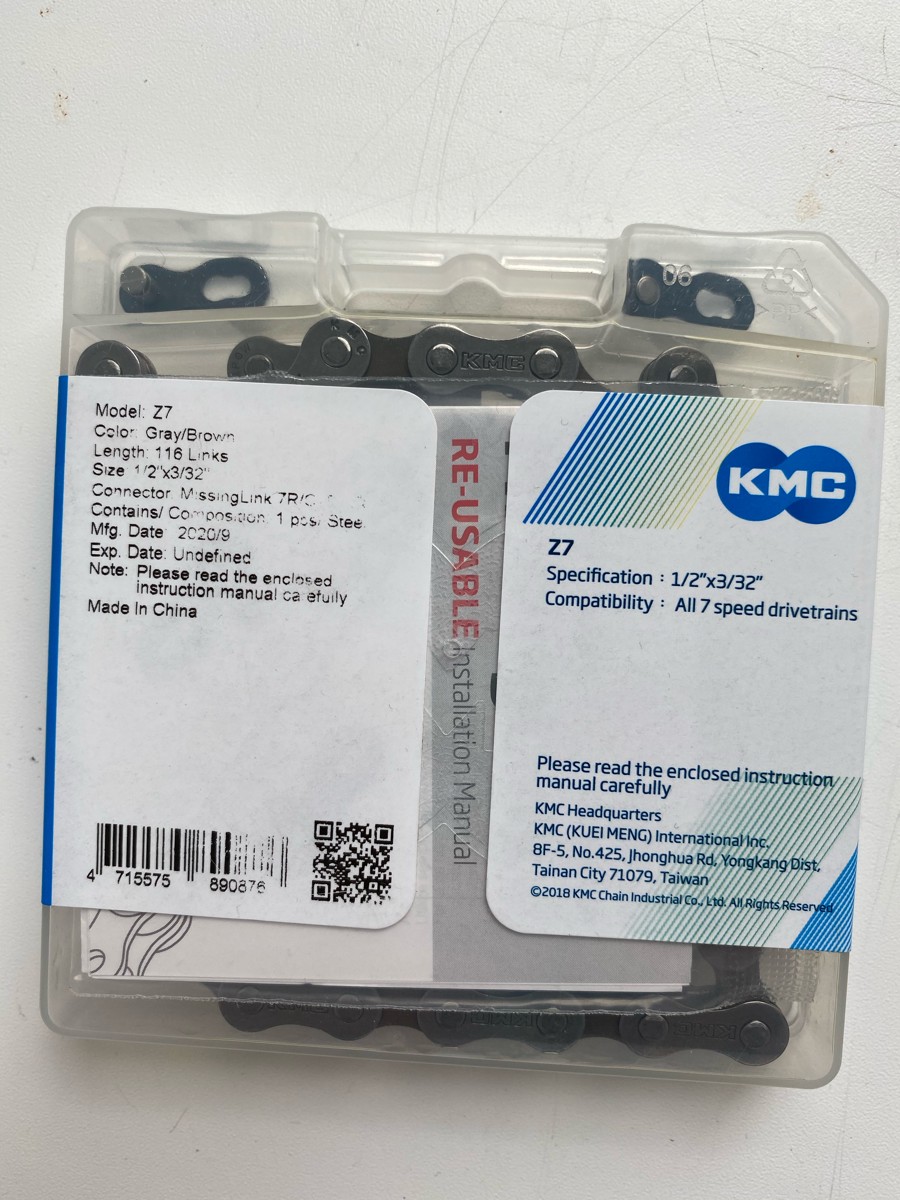 06
>PP<
KMC
Model: Z7
Color: Gray/Brown
Length: 116 Links
Size: 1/2"x3/32"
Connector: MissingLink 7R/
Contains/ Composition: 1 pcs/ Steel
Mfg. Date: 2020/9
Exp. Date: Undefined
Note: Please read the enclosed
instruction manual carefully
Made In China
4 715575 890876
RE-USABLE Installation Manual
KMC
Z7
Specification : 1/2"x3/32"
Compatibility : All 7 speed drivetrains
Please read the enclosed instruction
manual carefully
KMC Headquarters
KMC (KUEI MENG) International Inc.
8F-5, No.425, Jhonghua Rd, Yongkang Dist,
Tainan City 71079, Taiwan
©2018 KMC Chain Industrial Co., Ltd. All Rights Reserved
KMC